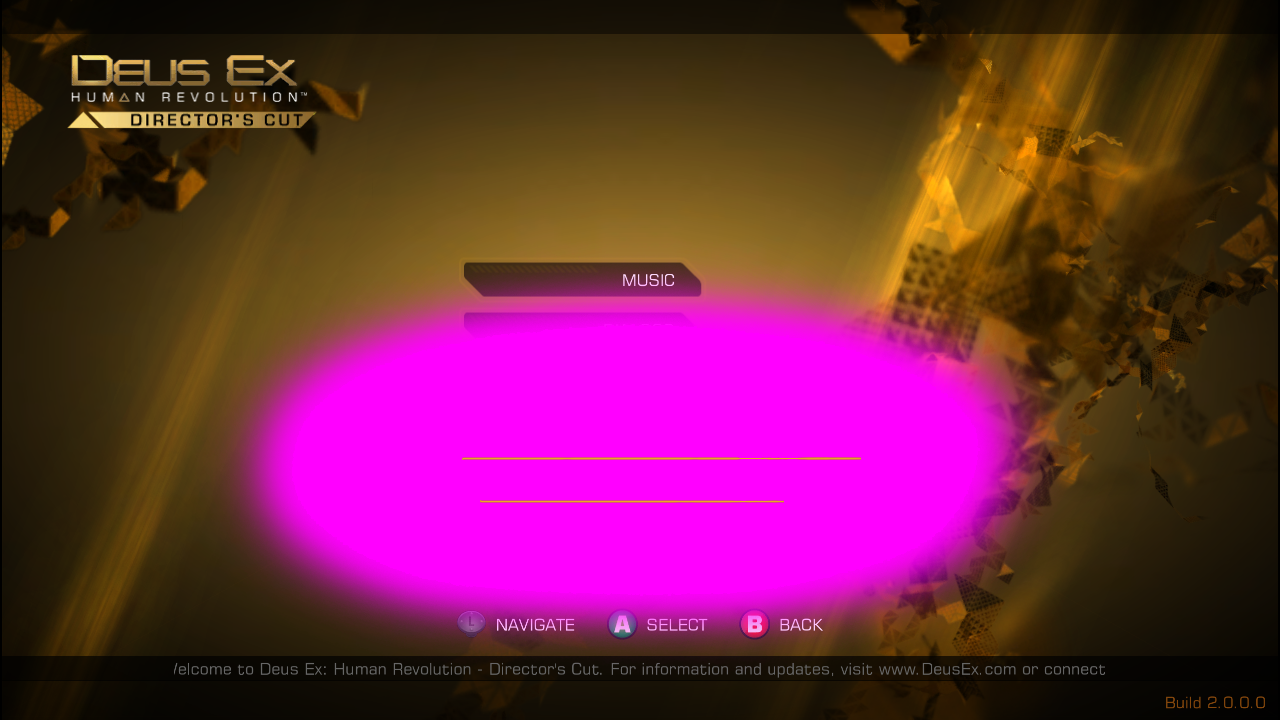 DEUS EX
HUMAN REVOLUTION™
DIRECTOR'S CUT
MUSIC
NAVIGATE
A SELECT
B BACK
elcome to Deus Ex: Human Revolution - Director's Cut. For information and updates, visit www.DeusEx.com or connect
Build 2.0.0.0